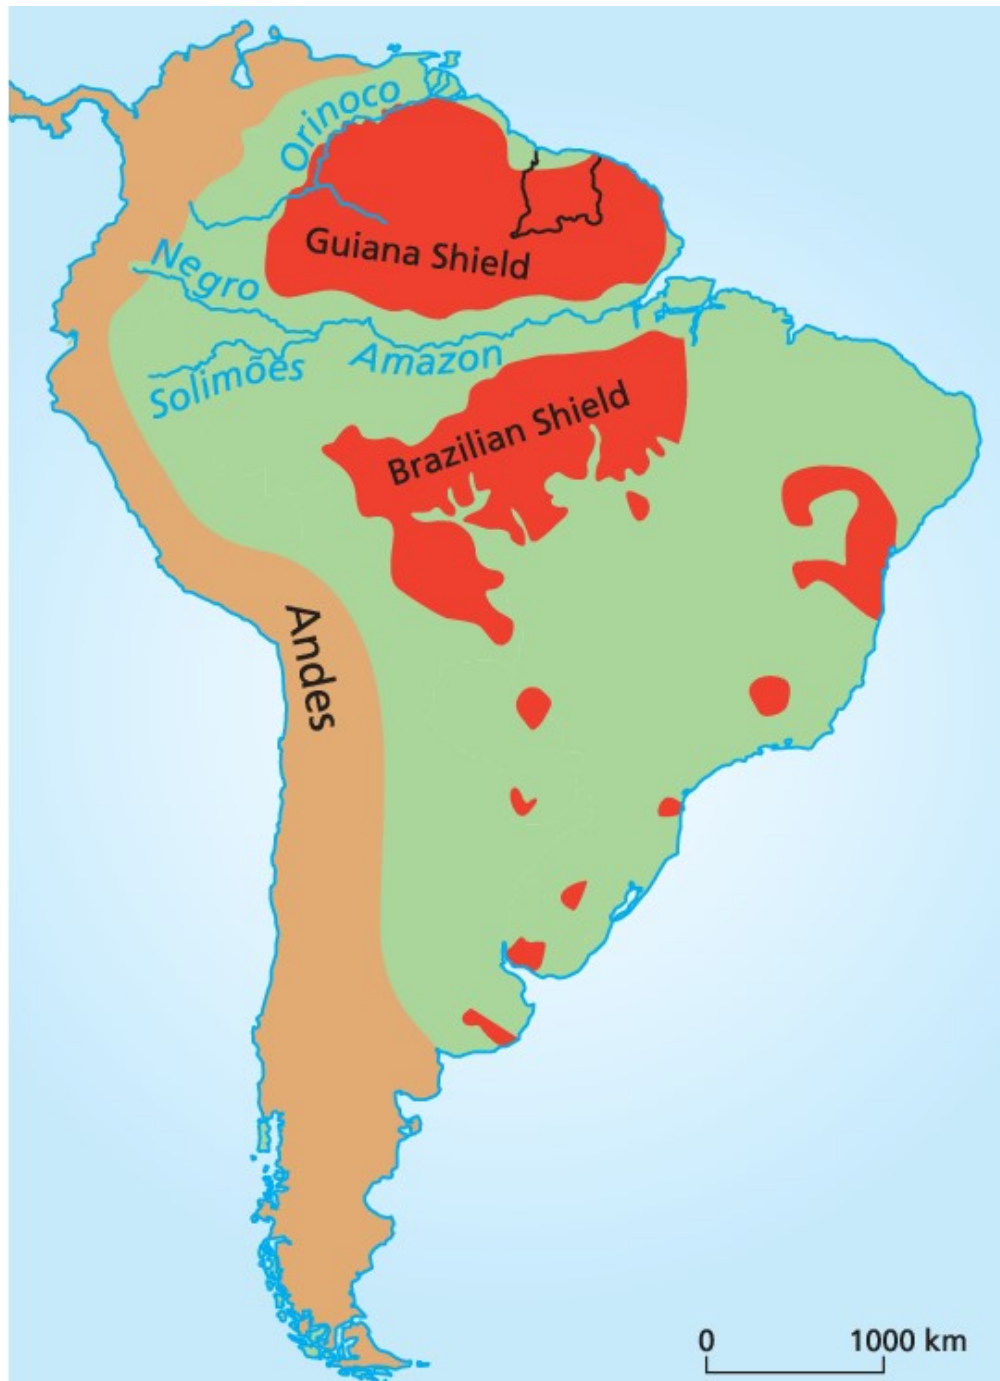 Orinoco
Guiana Shield
Negro
Amazon
Solimões
Brazilian Shield
Andes
0 1000 km